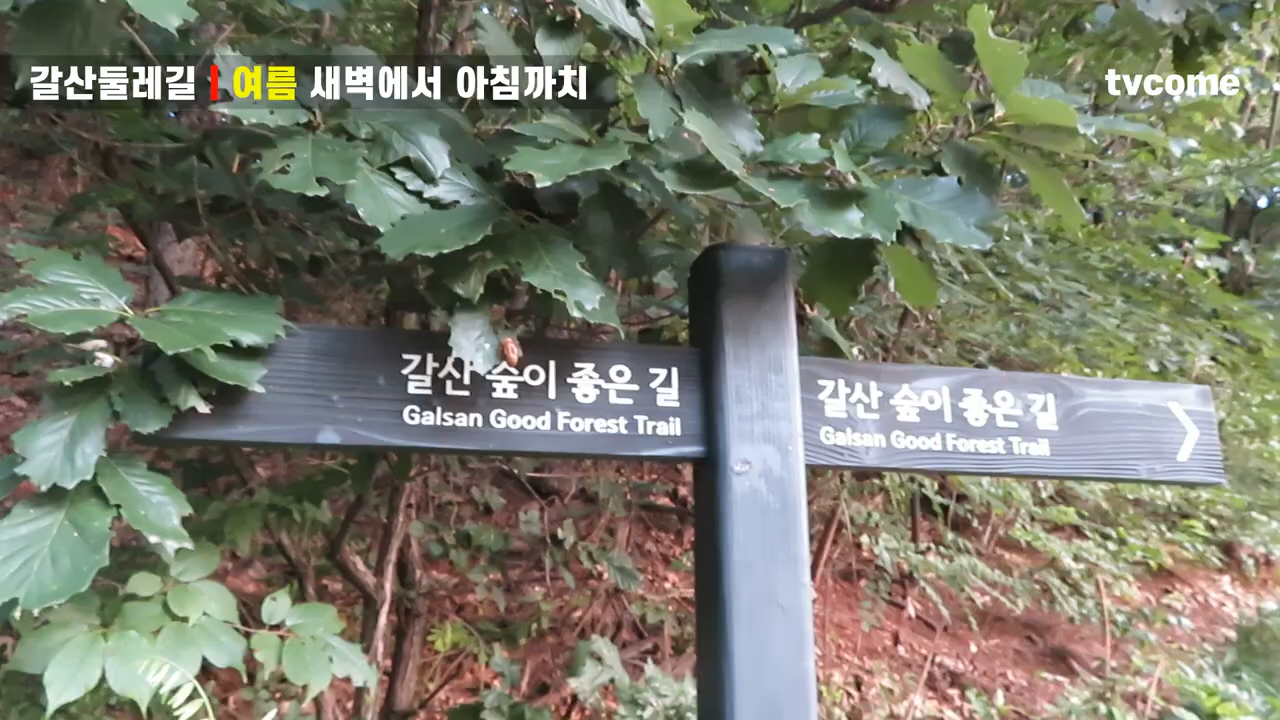 갈산둘레길 | 여름 새벽에서 아침까치
tvcome
갈산 숲이 좋은 길
Galsan Good Forest Trail
갈산 숲이 좋은 길
Galsan Good Forest Trail